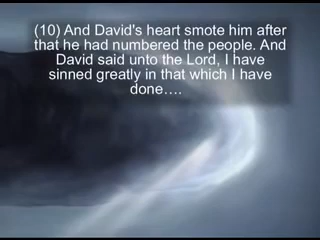 (10) And David's heart smote him after
that he had numbered the people. And
David said unto the Lord, I have
sinned greatly in that which I have
done….